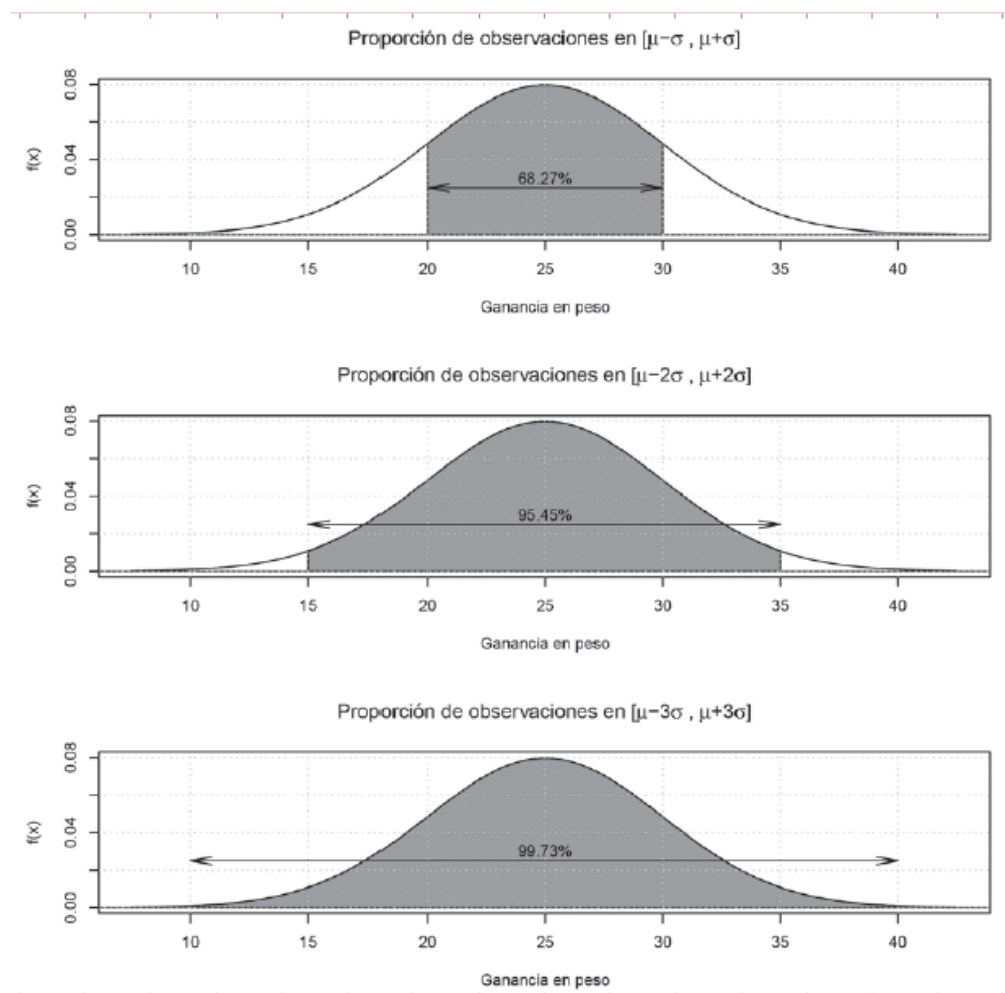 Proporción de observaciones en [μ−σ , μ+σ]
f(x)
0.08
0.04
0.00
68.27%
10 15 20 25 30 35 40
Ganancia en peso
Proporción de observaciones en [μ−2σ , μ+2σ]
f(x)
0.08
0.04
0.00
95.45%
10 15 20 25 30 35 40
Ganancia en peso
Proporción de observaciones en [μ−3σ , μ+3σ]
f(x)
0.08
0.04
0.00
99.73%
10 15 20 25 30 35 40
Ganancia en peso